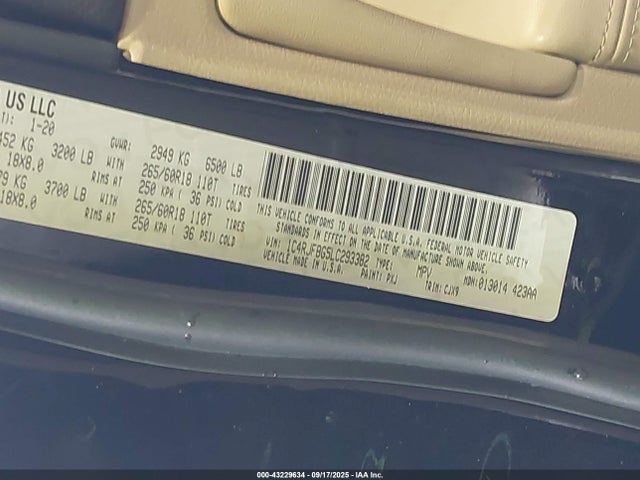 US LLC
T): 1-20
GVWR: 2949 KG 6500 LB
452 KG 3200 LB WITH 265/60R18 110T TIRES
18X8.0 RIMS AT 250 KPA ( 36 PSI) COLD
9 KG 3700 LB WITH 265/60R18 110T TIRES
18X8.0 RIMS AT 250 KPA ( 36 PSI) COLD
THIS VEHICLE CONFORMS TO ALL APPLICABLE
U.S.A. FEDERAL MOTOR VEHICLE SAFETY
STANDARDS IN EFFECT ON THE DATE OF
MANUFACTURE SHOWN ABOVE.
VIN: 1C4RJFBG5LC293382 TYPE: MPV MDH:013014 423AA
MADE IN U.S.A. PAINT: PXJ TRIM:CJX9
000-43229634 - 09/17/2025 - IAA Inc.